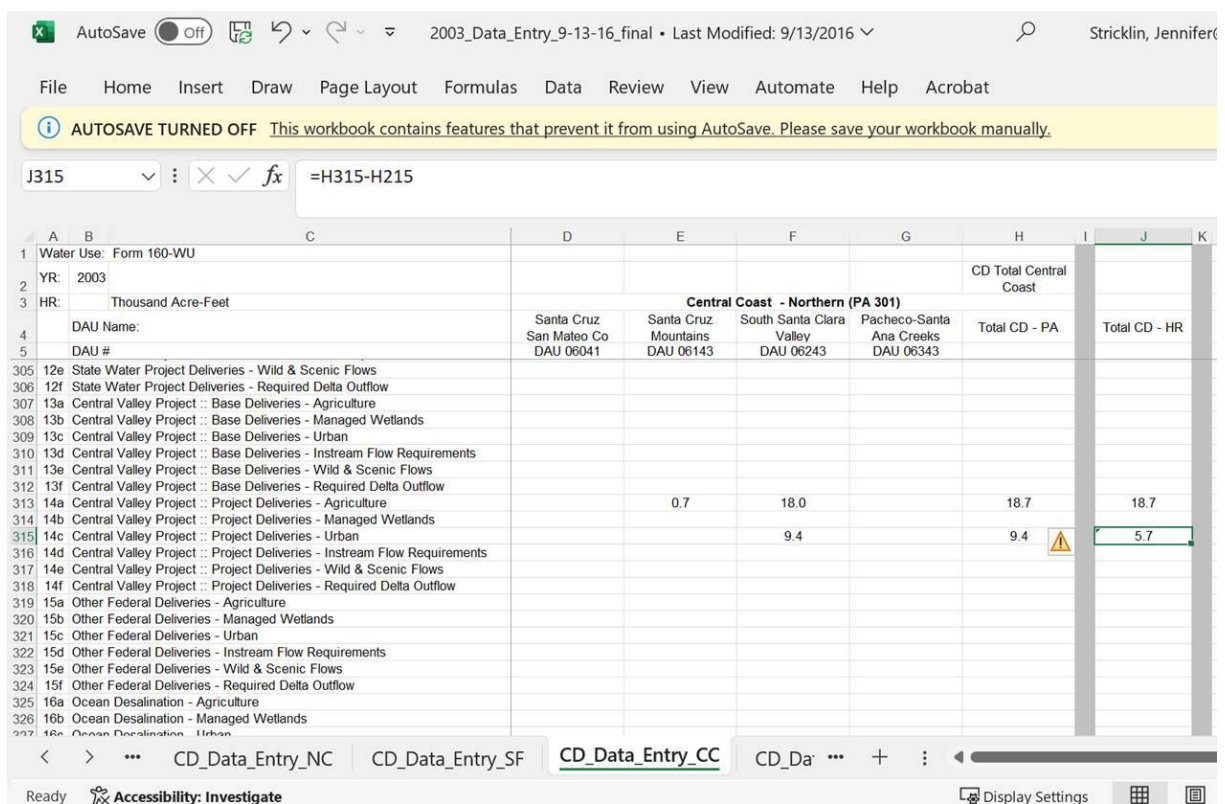 AutoSave Off 2003_Data_Entry_9-13-16_final • Last Modified: 9/13/2016 Stricklin, Jennifer@
File Home Insert Draw Page Layout Formulas Data Review View Automate Help Acrobat
AUTOSAVE TURNED OFF This workbook contains features that prevent it from using AutoSave. Please save your workbook manually.
J315 fx =H315-H215
A B C D E F G H I J K
1 Water Use: Form 160-WU
2 YR: 2003 CD Total Central Coast
3 HR: Thousand Acre-Feet Central Coast - Northern (PA 301)
4 DAU Name: Santa Cruz San Mateo Co Santa Cruz Mountains South Santa Clara Valley Pacheco-Santa Ana Creeks Total CD - PA Total CD - HR
5 DAU # DAU 06041 DAU 06143 DAU 06243 DAU 06343
305 12e State Water Project Deliveries - Wild & Scenic Flows
306 12f State Water Project Deliveries - Required Delta Outflow
307 13a Central Valley Project :: Base Deliveries - Agriculture
308 13b Central Valley Project :: Base Deliveries - Managed Wetlands
309 13c Central Valley Project :: Base Deliveries - Urban
310 13d Central Valley Project :: Base Deliveries - Instream Flow Requirements
311 13e Central Valley Project :: Base Deliveries - Wild & Scenic Flows
312 13f Central Valley Project :: Base Deliveries - Required Delta Outflow
313 14a Central Valley Project :: Project Deliveries - Agriculture 0.7 18.0 18.7 18.7
314 14b Central Valley Project :: Project Deliveries - Managed Wetlands
315 14c Central Valley Project :: Project Deliveries - Urban 9.4 9.4 5.7
316 14d Central Valley Project :: Project Deliveries - Instream Flow Requirements
317 14e Central Valley Project :: Project Deliveries - Wild & Scenic Flows
318 14f Central Valley Project :: Project Deliveries - Required Delta Outflow
319 15a Other Federal Deliveries - Agriculture
320 15b Other Federal Deliveries - Managed Wetlands
321 15c Other Federal Deliveries - Urban
322 15d Other Federal Deliveries - Instream Flow Requirements
323 15e Other Federal Deliveries - Wild & Scenic Flows
324 15f Other Federal Deliveries - Required Delta Outflow
325 16a Ocean Desalination - Agriculture
326 16b Ocean Desalination - Managed Wetlands
327 16c Ocean Desalination - Urban
CD_Data_Entry_NC CD_Data_Entry_SF CD_Data_Entry_CC CD_Da
Ready Accessibility: Investigate Display Settings